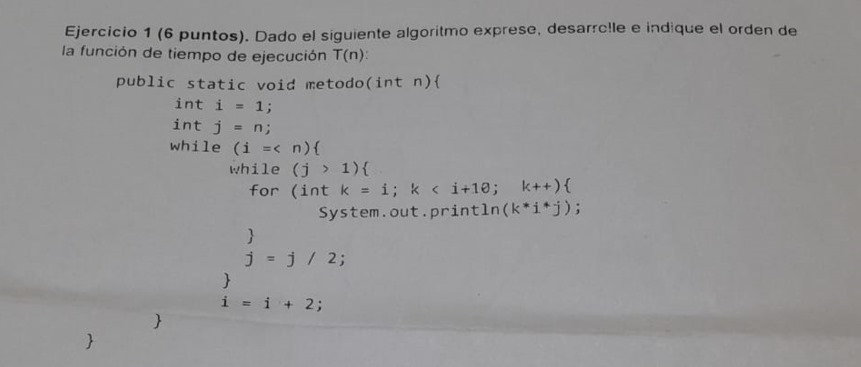 Ejercicio 1 (6 puntos). Dado el siguiente algoritmo exprese, desarrolle e indique el orden de
la función de tiempo de ejecución T(n):
public static void metodo(int n){
int i = 1;
int j = n;
while (i =< n){
while (j > 1){
for (int k = i; k < i+10; k++){
System.out.println(k*i*j);
}
j = j / 2;
}
i = i + 2;
}
}